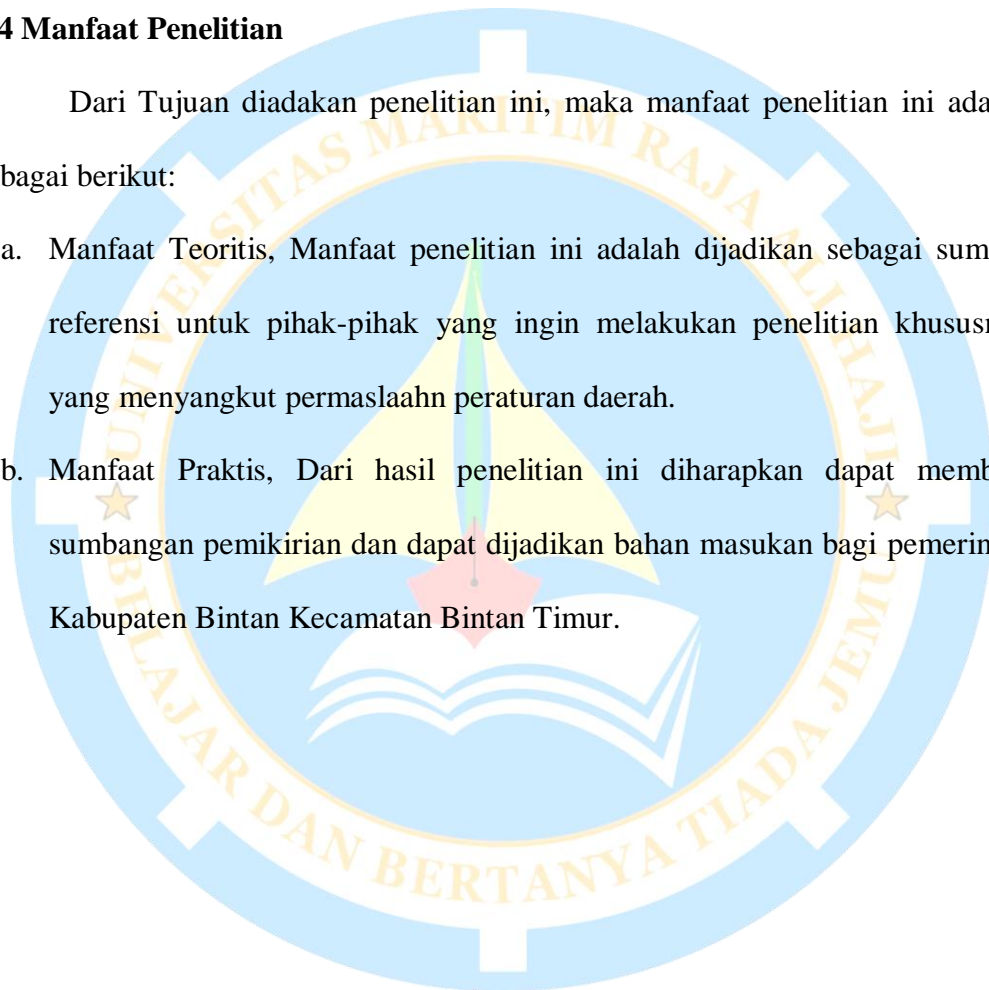 4 Manfaat Penelitian
Dari Tujuan diadakan penelitian ini, maka manfaat penelitian ini ada
bagai berikut:
a. Manfaat Teoritis, Manfaat penelitian ini adalah dijadikan sebagai sum
referensi untuk pihak-pihak yang ingin melakukan penelitian khusus
yang menyangkut permaslaahn peraturan daerah.
b. Manfaat Praktis, Dari hasil penelitian ini diharapkan dapat memb
sumbangan pemikirian dan dapat dijadikan bahan masukan bagi pemerin
Kabupaten Bintan Kecamatan Bintan Timur.
UNIVERSITAS MARITIM RAJA ALI HAJI
BELAJAR DAN BERTANYA TIADA JEMU